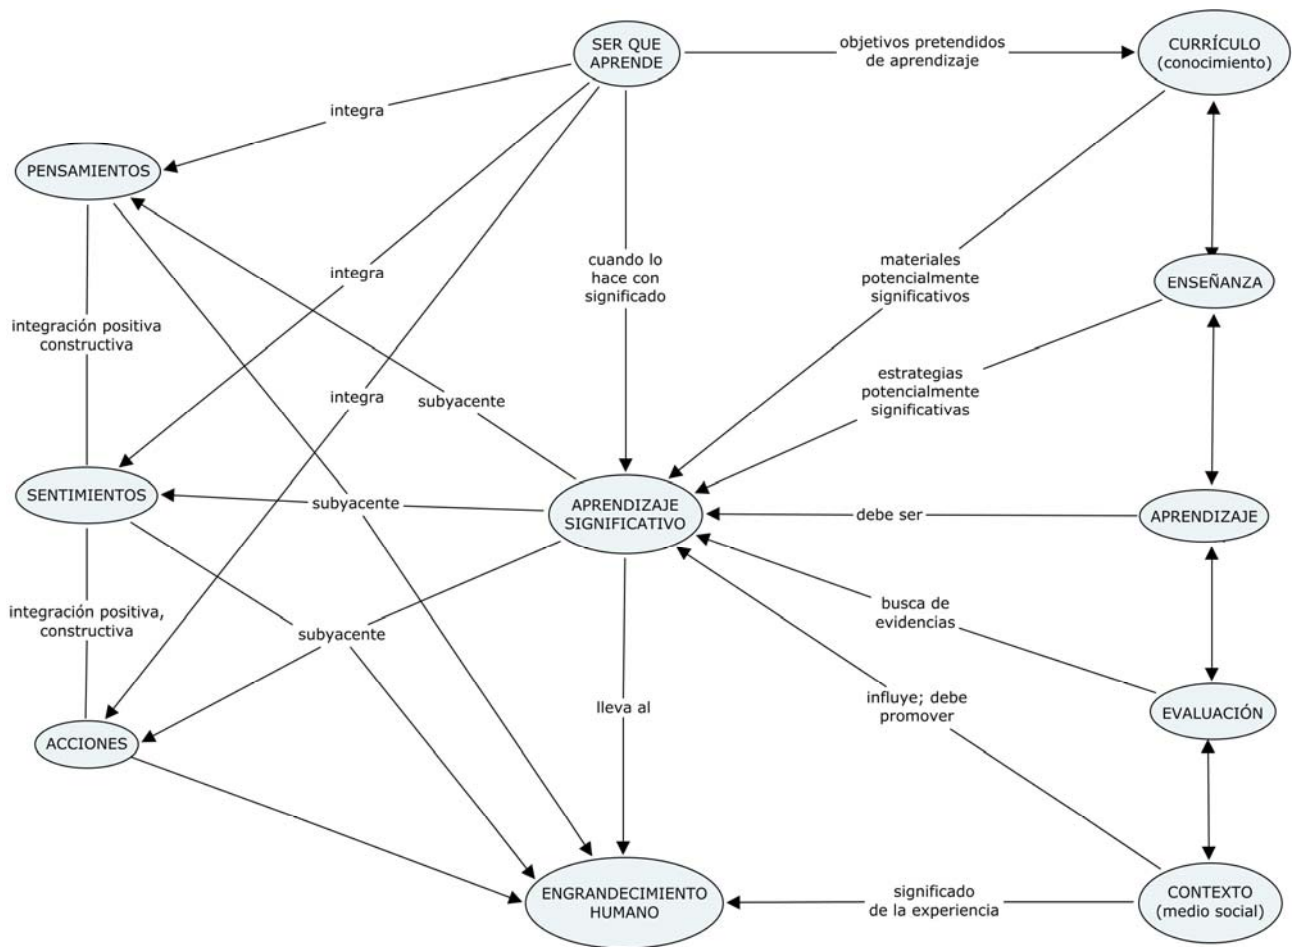 SER QUE
APRENDE
objetivos pretendidos
de aprendizaje
CURRÍCULO
(conocimiento)
integra
PENSAMIENTOS
integra
cuando lo
hace con
significado
materiales
potencialmente
significativos
ENSEÑANZA
integración positiva
constructiva
integra
subyacente
estrategias
potencialmente
significativas
SENTIMIENTOS
subyacente
APRENDIZAJE
SIGNIFICATIVO
debe ser
APRENDIZAJE
integración positiva,
constructiva
subyacente
busca de
evidencias
lleva al
influye; debe
promover
EVALUACIÓN
ACCIONES
ENGRANDECIMIENTO
HUMANO
significado
de la experiencia
CONTEXTO
(medio social)